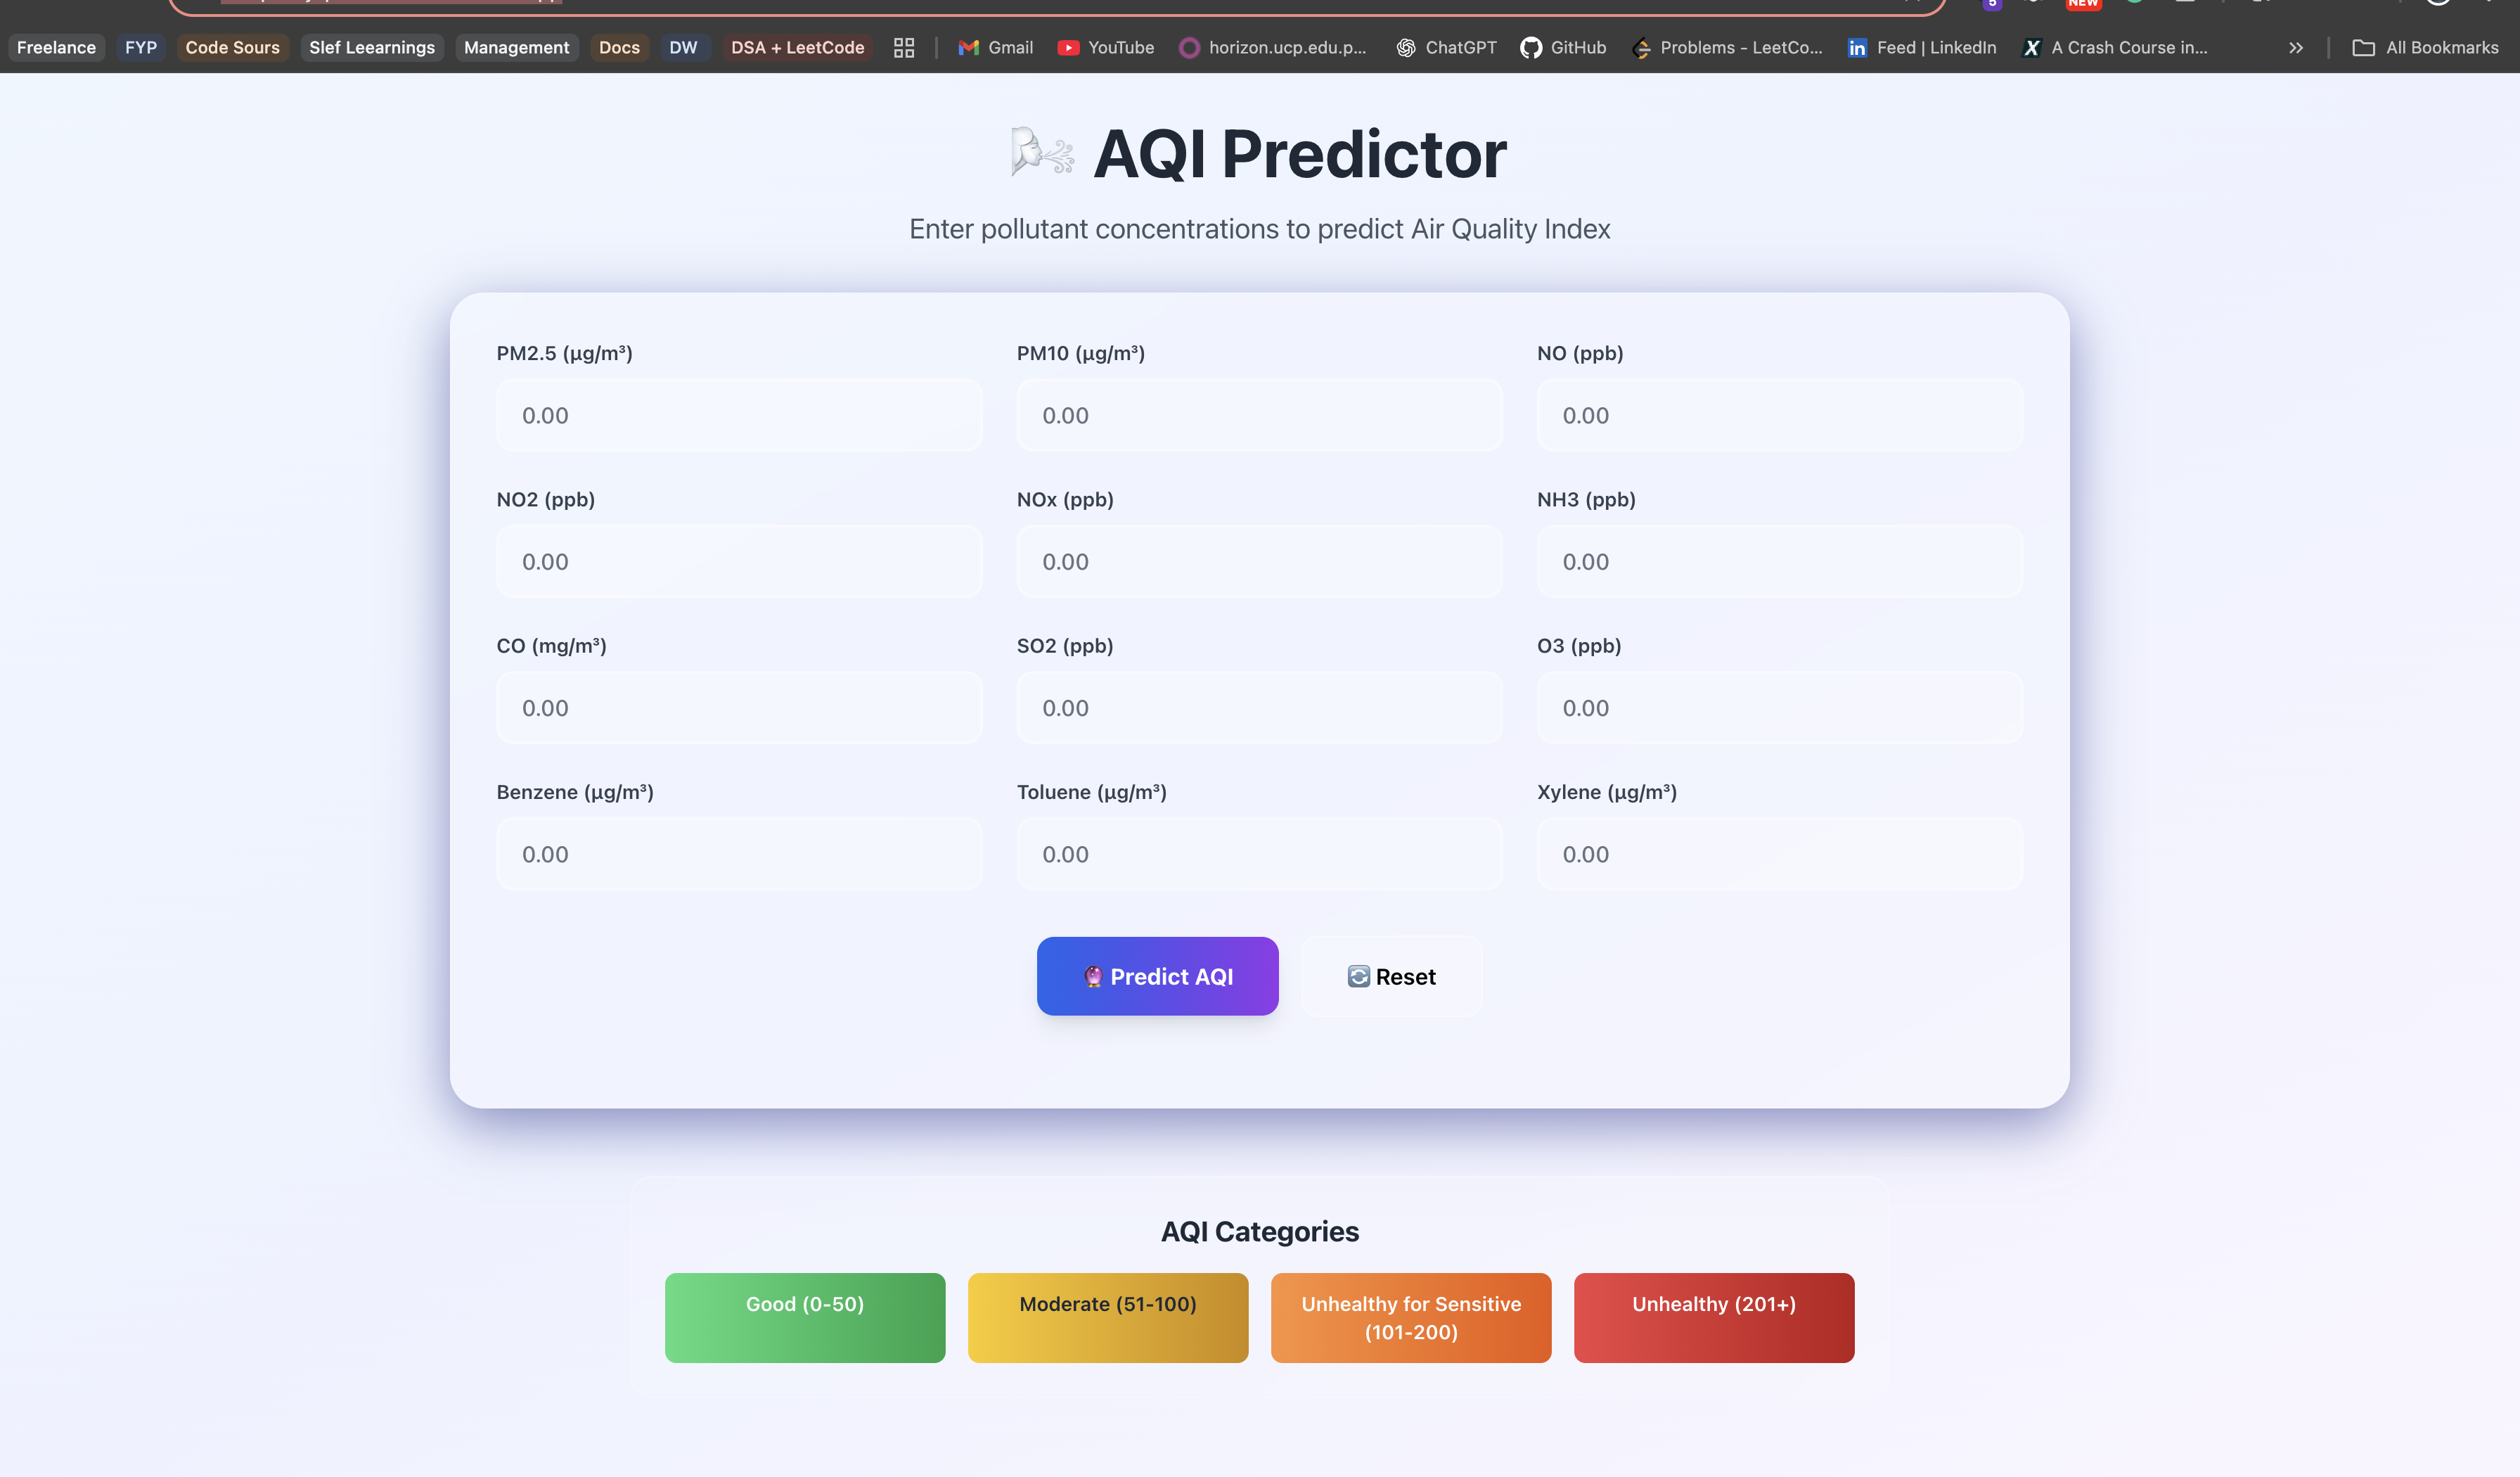 5
NEW
Freelance FYP Code Sours Slef Leearnings Management Docs DW DSA + LeetCode Gmail YouTube horizon.ucp.edu.p... ChatGPT GitHub Problems - LeetCo... Feed | LinkedIn A Crash Course in... All Bookmarks
AQI Predictor
Enter pollutant concentrations to predict Air Quality Index
PM2.5 (µg/m³) PM10 (µg/m³) NO (ppb)
0.00 0.00 0.00
NO2 (ppb) NOx (ppb) NH3 (ppb)
0.00 0.00 0.00
CO (mg/m³) SO2 (ppb) O3 (ppb)
0.00 0.00 0.00
Benzene (µg/m³) Toluene (µg/m³) Xylene (µg/m³)
0.00 0.00 0.00
Predict AQI Reset
AQI Categories
Good (0-50) Moderate (51-100) Unhealthy for Sensitive Unhealthy (201+)
(101-200)